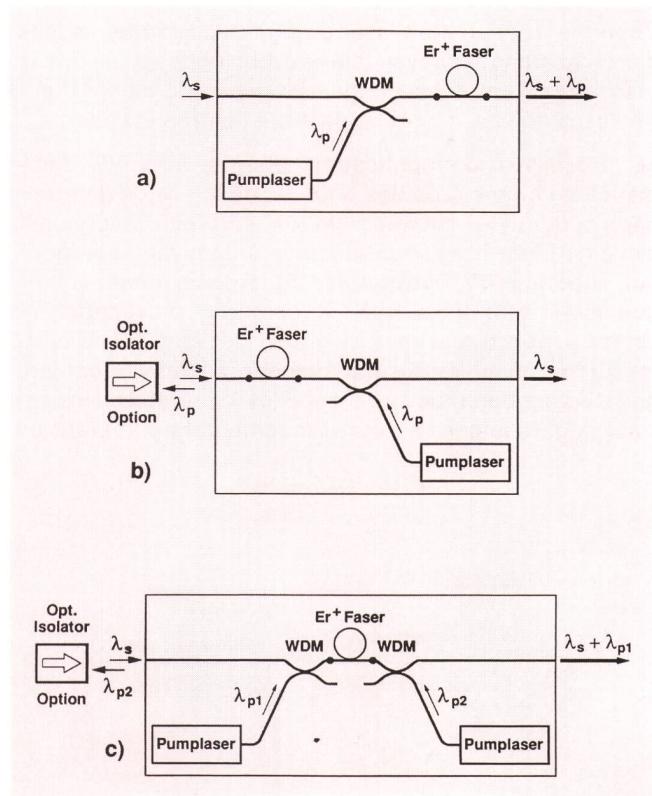 Er⁺ Faser
λs
WDM
λs + λp
λp
Pumplaser
a)
Opt.
Isolator
Er⁺ Faser
λs
WDM
λs
λp
Option
λp
b)
Pumplaser
Opt.
Isolator
Er⁺ Faser
λs
WDM
WDM
λs + λp1
λp2
Option
λp1
λp2
Pumplaser
c)
Pumplaser